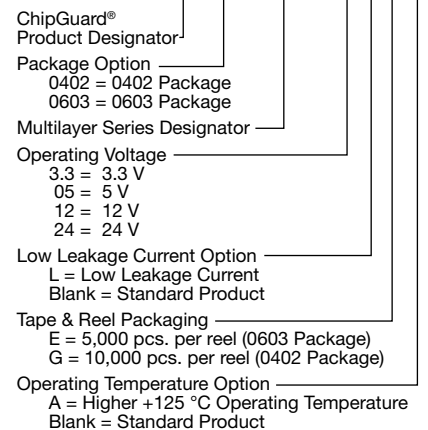 ChipGuard®
Product Designator
Package Option
0402 = 0402 Package
0603 = 0603 Package
Multilayer Series Designator
Operating Voltage
3.3 = 3.3 V
05 = 5 V
12 = 12 V
24 = 24 V
Low Leakage Current Option
L = Low Leakage Current
Blank = Standard Product
Tape & Reel Packaging
E = 5,000 pcs. per reel (0603 Package)
G = 10,000 pcs. per reel (0402 Package)
Operating Temperature Option
A = Higher +125 °C Operating Temperature
Blank = Standard Product